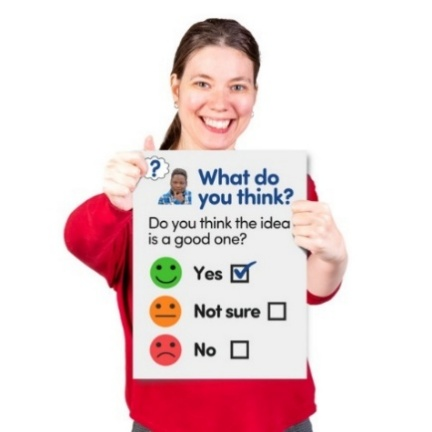 ?
What do
you think?
Do you think the idea
is a good one?
Yes
Not sure
No